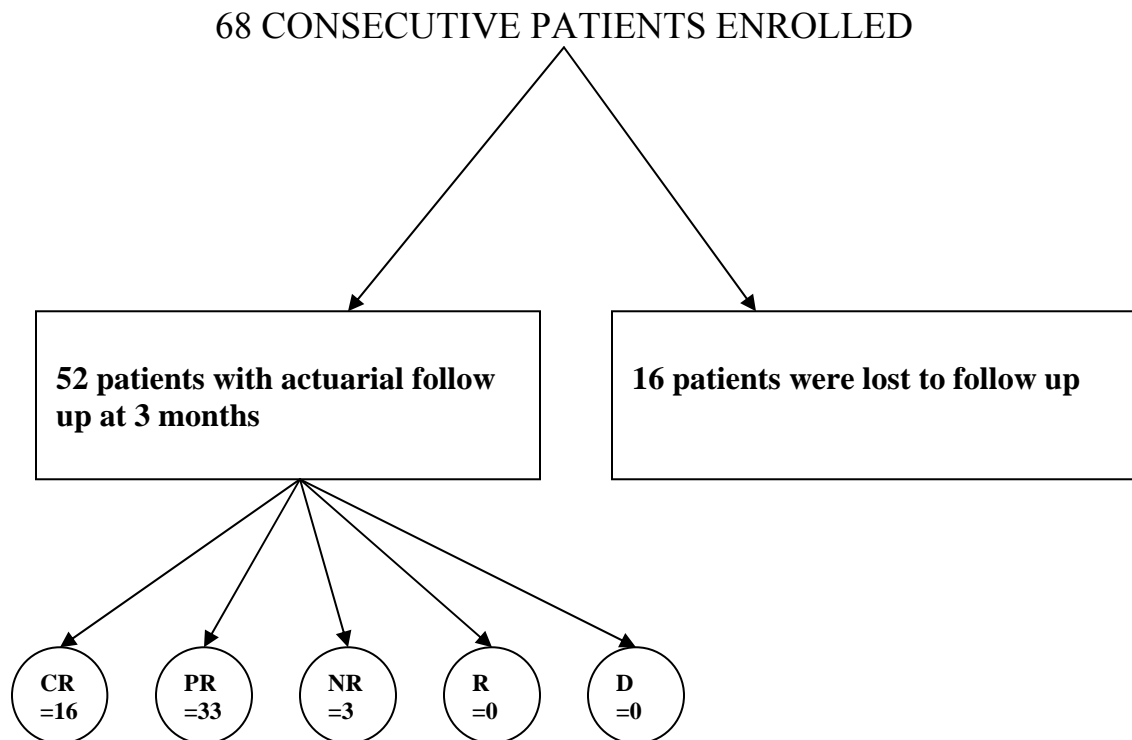 68 CONSECUTIVE PATIENTS ENROLLED
52 patients with actuarial follow
up at 3 months
16 patients were lost to follow up
CR
=16
PR
=33
NR
=3
R
=0
D
=0